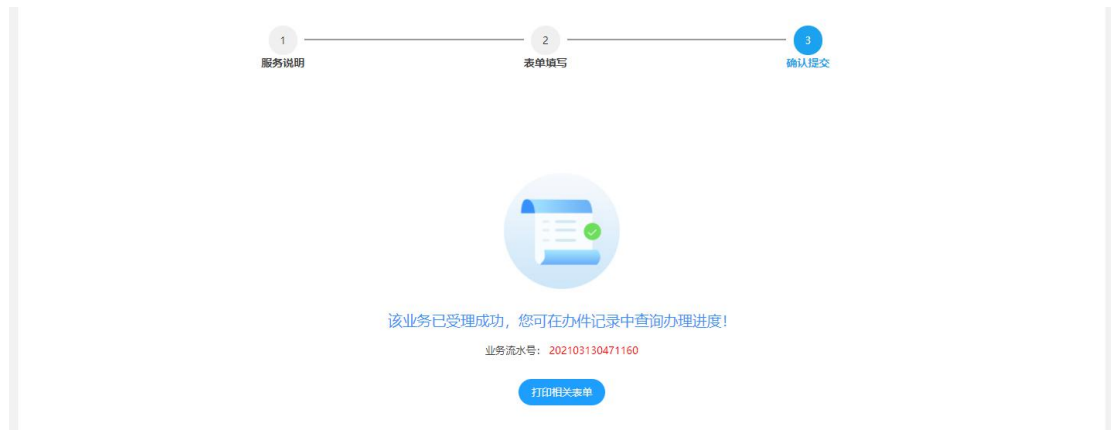 1
2
3
服务说明
表单填写
确认提交
该业务已受理成功，您可在办件记录中查询办理进度！
业务流水号： 202103130471160
打印相关表单